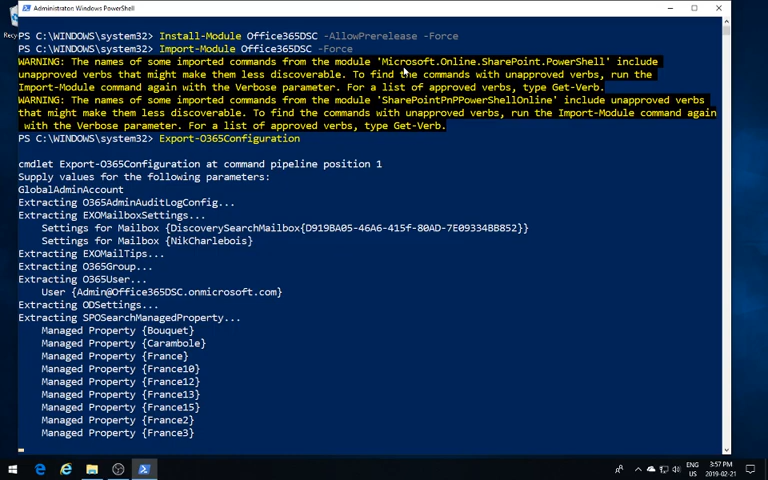 Administrator: Windows PowerShell
PS C:\WINDOWS\system32> Install-Module Office365DSC -AllowPrerelease -Force
PS C:\WINDOWS\system32> Import-Module Office365DSC -Force
WARNING: The names of some imported commands from the module 'Microsoft.Online.SharePoint.PowerShell' include
unapproved verbs that might make them less discoverable. To find the commands with unapproved verbs, run the
Import-Module command again with the Verbose parameter. For a list of approved verbs, type Get-Verb.
WARNING: The names of some imported commands from the module 'SharePointPnPPowerShellOnline' include unapproved verbs
that might make them less discoverable. To find the commands with unapproved verbs, run the Import-Module command again
with the Verbose parameter. For a list of approved verbs, type Get-Verb.
PS C:\WINDOWS\system32> Export-O365Configuration
cmdlet Export-O365Configuration at command pipeline position 1
Supply values for the following parameters:
GlobalAdminAccount
Extracting O365AdminAuditLogConfig...
Extracting EXOMailboxSettings...
Settings for Mailbox {DiscoverySearchMailbox{D919BA05-46A6-415f-80AD-7E09334BB852}}
Settings for Mailbox {NikCharlebois}
Extracting EXOMailTips...
Extracting O365Group...
Extracting O365User...
User {Admin@Office365DSC.onmicrosoft.com}
Extracting ODSettings...
Extracting SPOSearchManagedProperty...
Managed Property {Bouquet}
Managed Property {Carambole}
Managed Property {France}
Managed Property {France10}
Managed Property {France12}
Managed Property {France13}
Managed Property {France15}
Managed Property {France2}
Managed Property {France3}
ENG
US
3:57 PM
2019-02-21